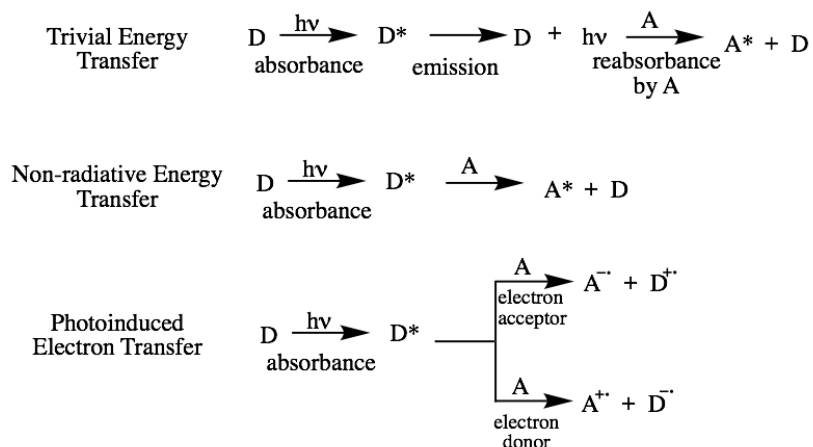 Trivial Energy
Transfer
D hν D* D + hν A A* + D
absorbance emission reabsorbance
by A
Non-radiative Energy
Transfer
D hν D* A A* + D
absorbance
Photoinduced
Electron Transfer
D hν D*
absorbance
A A⁻· + D⁺·
electron
acceptor
A A⁺· + D⁻·
electron
donor